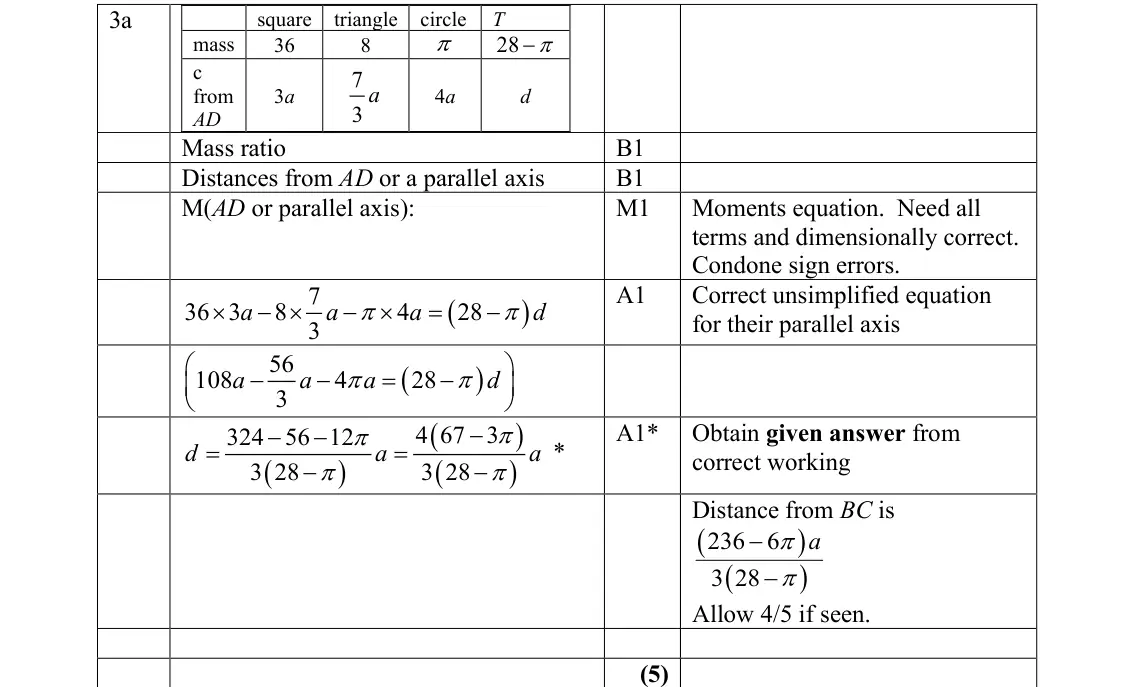 3a
square triangle circle T
mass 36 8 π 28 − π
c from AD 3a 7/3 a 4a d
Mass ratio B1
Distances from AD or a parallel axis B1
M(AD or parallel axis): M1 Moments equation. Need all
terms and dimensionally correct.
Condone sign errors.
36×3a − 8×7/3 a − π×4a = (28 − π)d A1 Correct unsimplified equation
for their parallel axis
(108a − 56/3 a − 4πa = (28 − π)d)
d = (324 − 56 − 12π)/(3(28 − π)) a = 4(67 − 3π)/(3(28 − π)) a * A1* Obtain given answer from
correct working
Distance from BC is
(236 − 6π)a/(3(28 − π))
Allow 4/5 if seen.
(5)